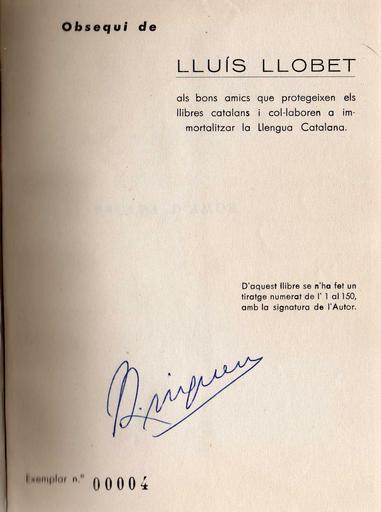 Obsequi de
LLUÍS LLOBET
als bons amics que protegeixen els
llibres catalans i col-laboren a im-
mortalitzar la Llengua Catalana.
D'aquest llibre se n'ha fet un
tiratge numerat de l' 1 al 150,
amb la signatura de l'Autor.
Exemplar n.º 00004